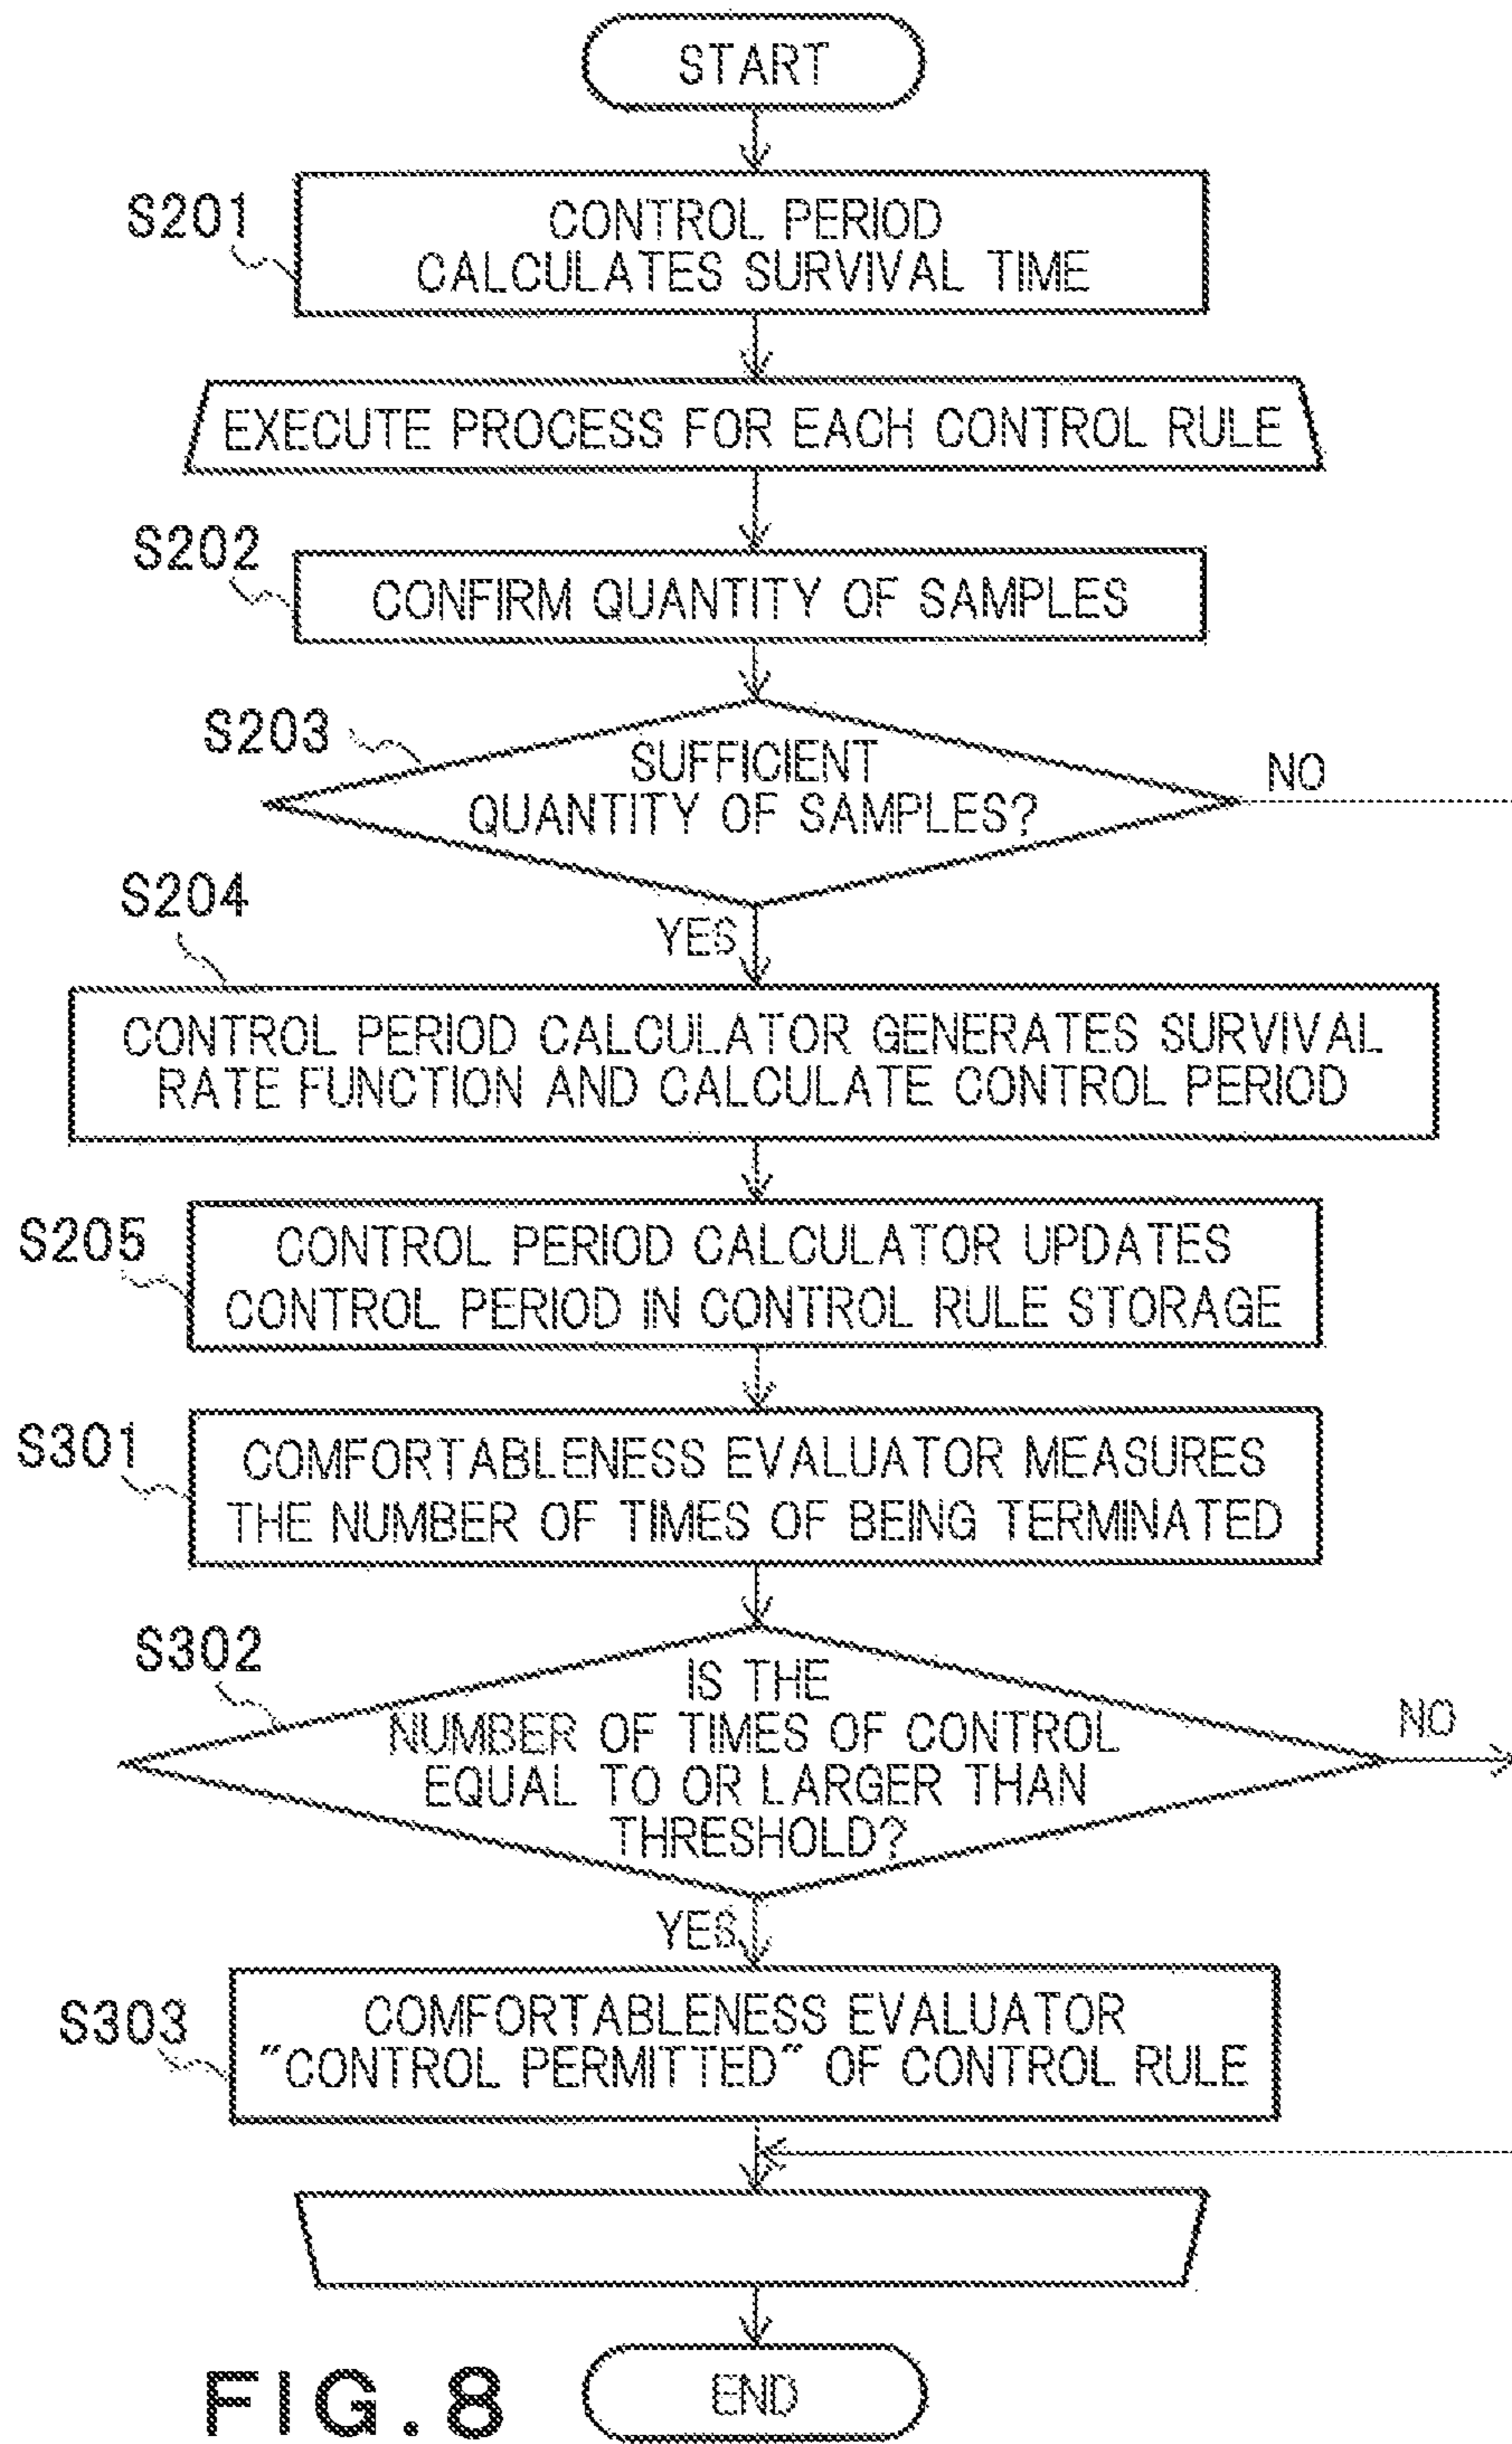 START
S201
CONTROL PERIOD
CALCULATES SURVIVAL TIME
EXECUTE PROCESS FOR EACH CONTROL RULE
S202
CONFIRM QUANTITY OF SAMPLES
S203
SUFFICIENT
QUANTITY OF SAMPLES?
NO
YES
S204
CONTROL PERIOD CALCULATOR GENERATES SURVIVAL
RATE FUNCTION AND CALCULATE CONTROL PERIOD
S205
CONTROL PERIOD CALCULATOR UPDATES
CONTROL PERIOD IN CONTROL RULE STORAGE
S301
COMFORTABLENESS EVALUATOR MEASURES
THE NUMBER OF TIMES OF BEING TERMINATED
S302
IS THE
NUMBER OF TIMES OF CONTROL
EQUAL TO OR LARGER THAN
THRESHOLD?
NO
YES
S303
COMFORTABLENESS EVALUATOR
"CONTROL PERMITTED" OF CONTROL RULE
END
FIG.8